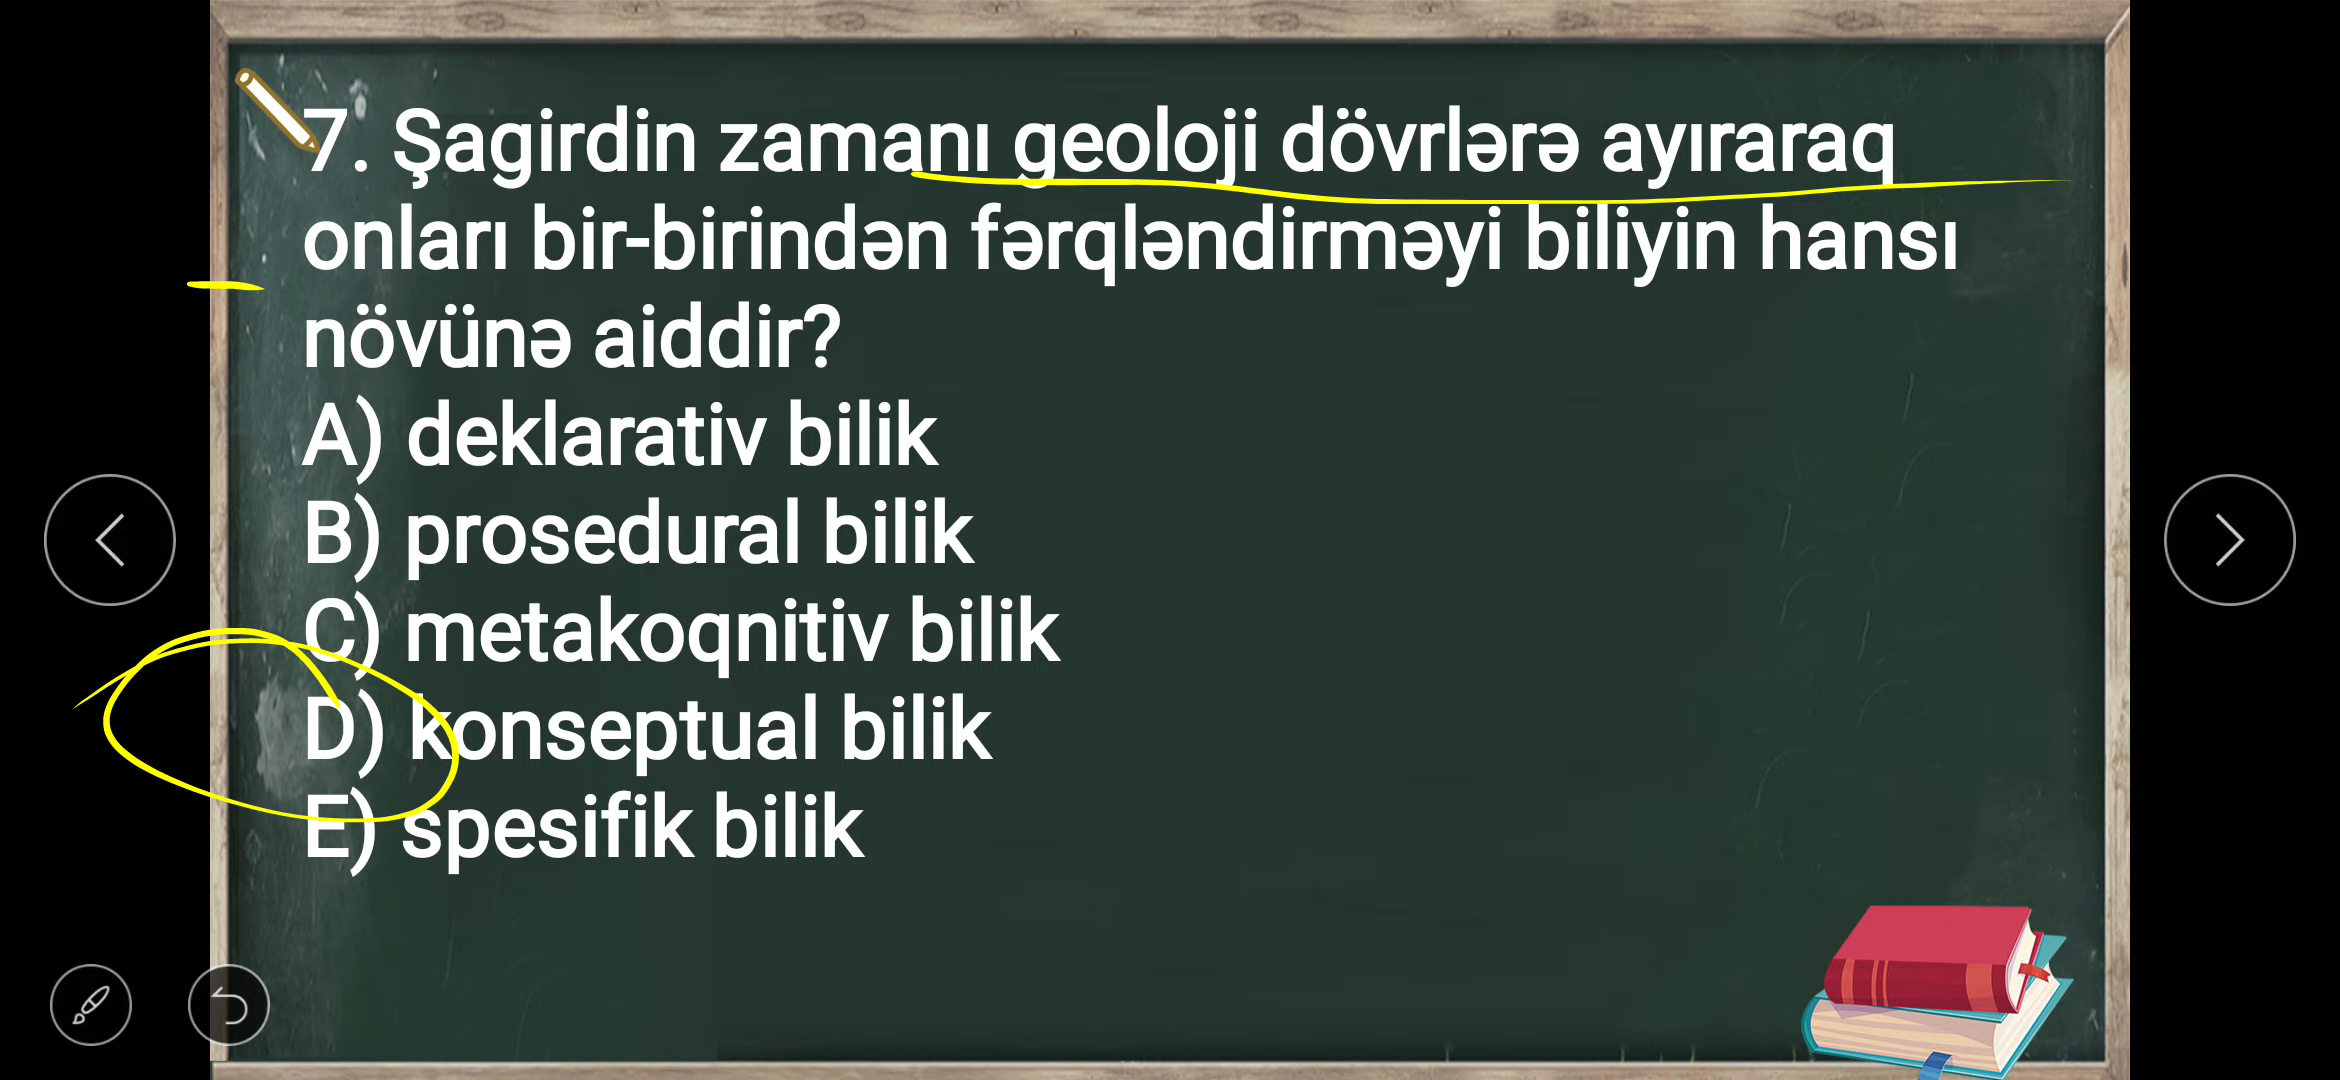 7. Şagirdin zamanı geoloji dövrlərə ayıraraq
onları bir-birindən fərqləndirməyi biliyin hansı
növünə aiddir?
A) deklarativ bilik
B) prosedural bilik
C) metakoqnitiv bilik
D) konseptual bilik
E) spesifik bilik